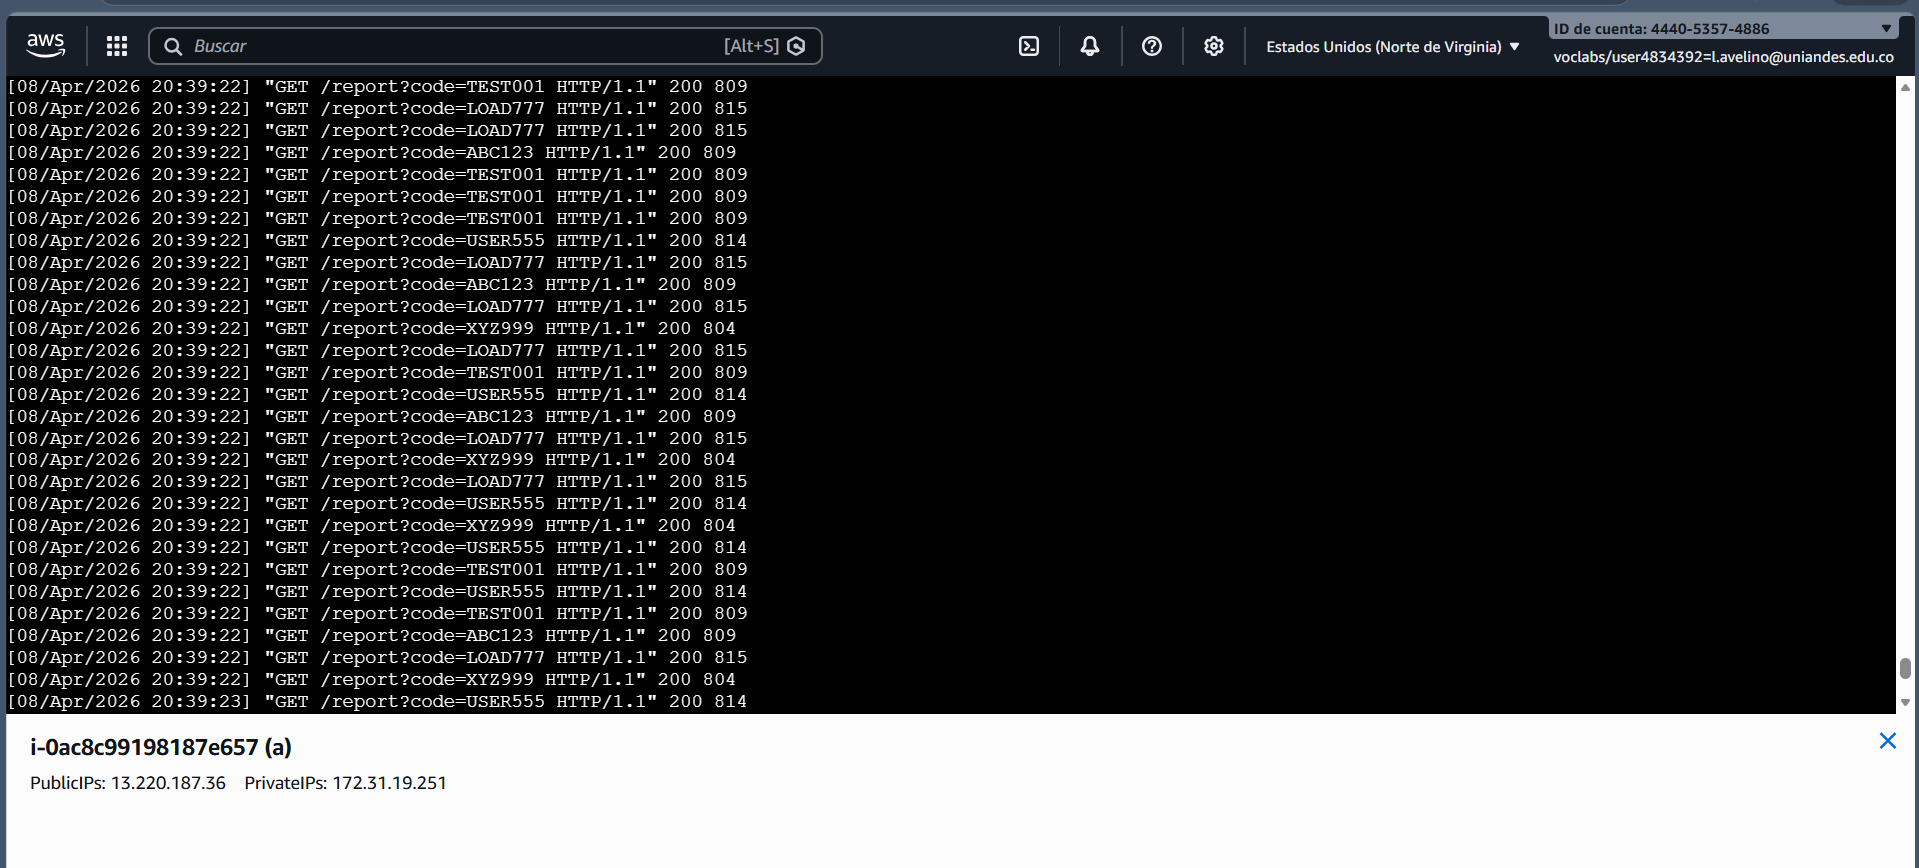 aws
Buscar [Alt+S]
Estados Unidos (Norte de Virginia)
ID de cuenta: 4440-5357-4886
voclabs/user4834392=l.avelino@uniandes.edu.co
[08/Apr/2026 20:39:22] "GET /report?code=TEST001 HTTP/1.1" 200 809
[08/Apr/2026 20:39:22] "GET /report?code=LOAD777 HTTP/1.1" 200 815
[08/Apr/2026 20:39:22] "GET /report?code=LOAD777 HTTP/1.1" 200 815
[08/Apr/2026 20:39:22] "GET /report?code=ABC123 HTTP/1.1" 200 809
[08/Apr/2026 20:39:22] "GET /report?code=TEST001 HTTP/1.1" 200 809
[08/Apr/2026 20:39:22] "GET /report?code=TEST001 HTTP/1.1" 200 809
[08/Apr/2026 20:39:22] "GET /report?code=TEST001 HTTP/1.1" 200 809
[08/Apr/2026 20:39:22] "GET /report?code=USER555 HTTP/1.1" 200 814
[08/Apr/2026 20:39:22] "GET /report?code=LOAD777 HTTP/1.1" 200 815
[08/Apr/2026 20:39:22] "GET /report?code=ABC123 HTTP/1.1" 200 809
[08/Apr/2026 20:39:22] "GET /report?code=LOAD777 HTTP/1.1" 200 815
[08/Apr/2026 20:39:22] "GET /report?code=XYZ999 HTTP/1.1" 200 804
[08/Apr/2026 20:39:22] "GET /report?code=LOAD777 HTTP/1.1" 200 815
[08/Apr/2026 20:39:22] "GET /report?code=TEST001 HTTP/1.1" 200 809
[08/Apr/2026 20:39:22] "GET /report?code=USER555 HTTP/1.1" 200 814
[08/Apr/2026 20:39:22] "GET /report?code=ABC123 HTTP/1.1" 200 809
[08/Apr/2026 20:39:22] "GET /report?code=LOAD777 HTTP/1.1" 200 815
[08/Apr/2026 20:39:22] "GET /report?code=XYZ999 HTTP/1.1" 200 804
[08/Apr/2026 20:39:22] "GET /report?code=LOAD777 HTTP/1.1" 200 815
[08/Apr/2026 20:39:22] "GET /report?code=USER555 HTTP/1.1" 200 814
[08/Apr/2026 20:39:22] "GET /report?code=XYZ999 HTTP/1.1" 200 804
[08/Apr/2026 20:39:22] "GET /report?code=USER555 HTTP/1.1" 200 814
[08/Apr/2026 20:39:22] "GET /report?code=TEST001 HTTP/1.1" 200 809
[08/Apr/2026 20:39:22] "GET /report?code=USER555 HTTP/1.1" 200 814
[08/Apr/2026 20:39:22] "GET /report?code=TEST001 HTTP/1.1" 200 809
[08/Apr/2026 20:39:22] "GET /report?code=ABC123 HTTP/1.1" 200 809
[08/Apr/2026 20:39:22] "GET /report?code=LOAD777 HTTP/1.1" 200 815
[08/Apr/2026 20:39:22] "GET /report?code=XYZ999 HTTP/1.1" 200 804
[08/Apr/2026 20:39:23] "GET /report?code=USER555 HTTP/1.1" 200 814
i-0ac8c99198187e657 (a)
PublicIPs: 13.220.187.36 PrivateIPs: 172.31.19.251